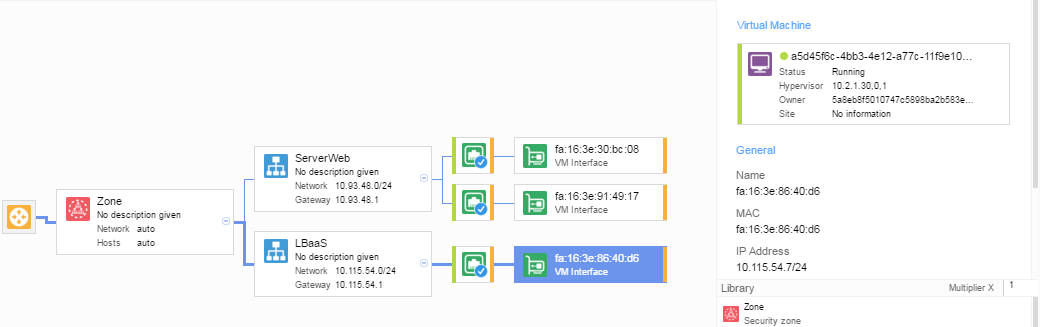 Zone
No description given
Network auto
Hosts auto
ServerWeb
No description given
Network 10.93.48.0/24
Gateway 10.93.48.1
LBaaS
No description given
Network 10.115.54.0/24
Gateway 10.115.54.1
fa:16:3e:30:bc:08
VM Interface
fa:16:3e:91:49:17
VM Interface
fa:16:3e:86:40:d6
VM Interface
Virtual Machine
a5d45f6c-4bb3-4e12-a77c-11f9e10...
Status Running
Hypervisor 10.2.1.30,0,1
Owner 5a8eb8f5010747c5898ba2b583e...
Site No information
General
Name
fa:16:3e:86:40:d6
MAC
fa:16:3e:86:40:d6
IP Address
10.115.54.7/24
Library Multiplier X 1
Zone
Security zone